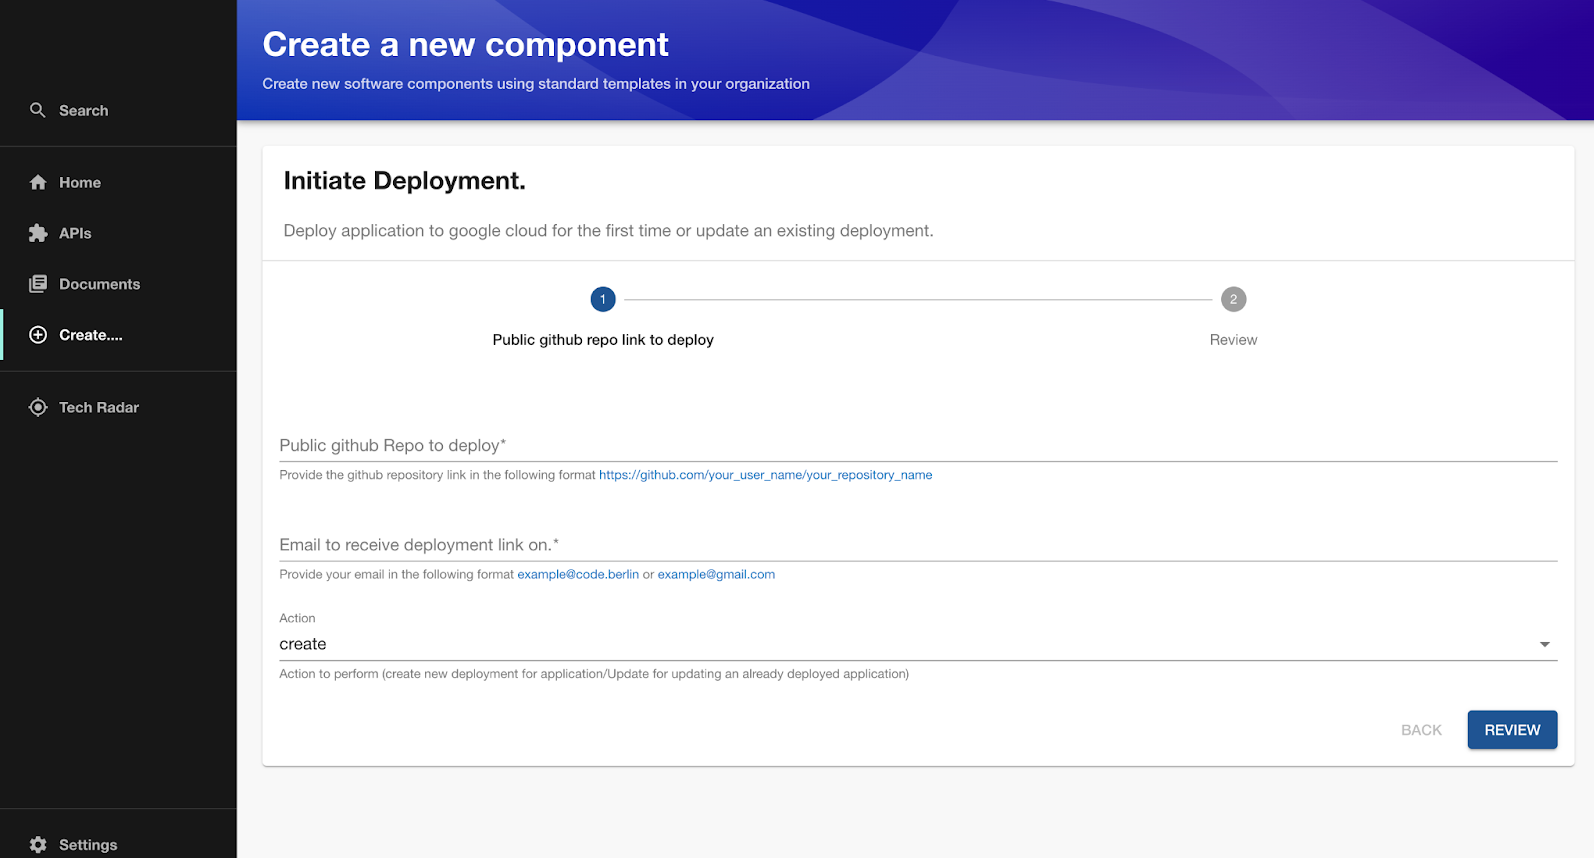 Create a new component
Create new software components using standard templates in your organization
Search
Home
APIs
Documents
Create....
Tech Radar
Settings
Initiate Deployment.
Deploy application to google cloud for the first time or update an existing deployment.
1
2
Public github repo link to deploy
Review
Public github Repo to deploy*
Provide the github repository link in the following format https://github.com/your_user_name/your_repository_name
Email to receive deployment link on.*
Provide your email in the following format example@code.berlin or example@gmail.com
Action
create
Action to perform (create new deployment for application/Update for updating an already deployed application)
BACK
REVIEW